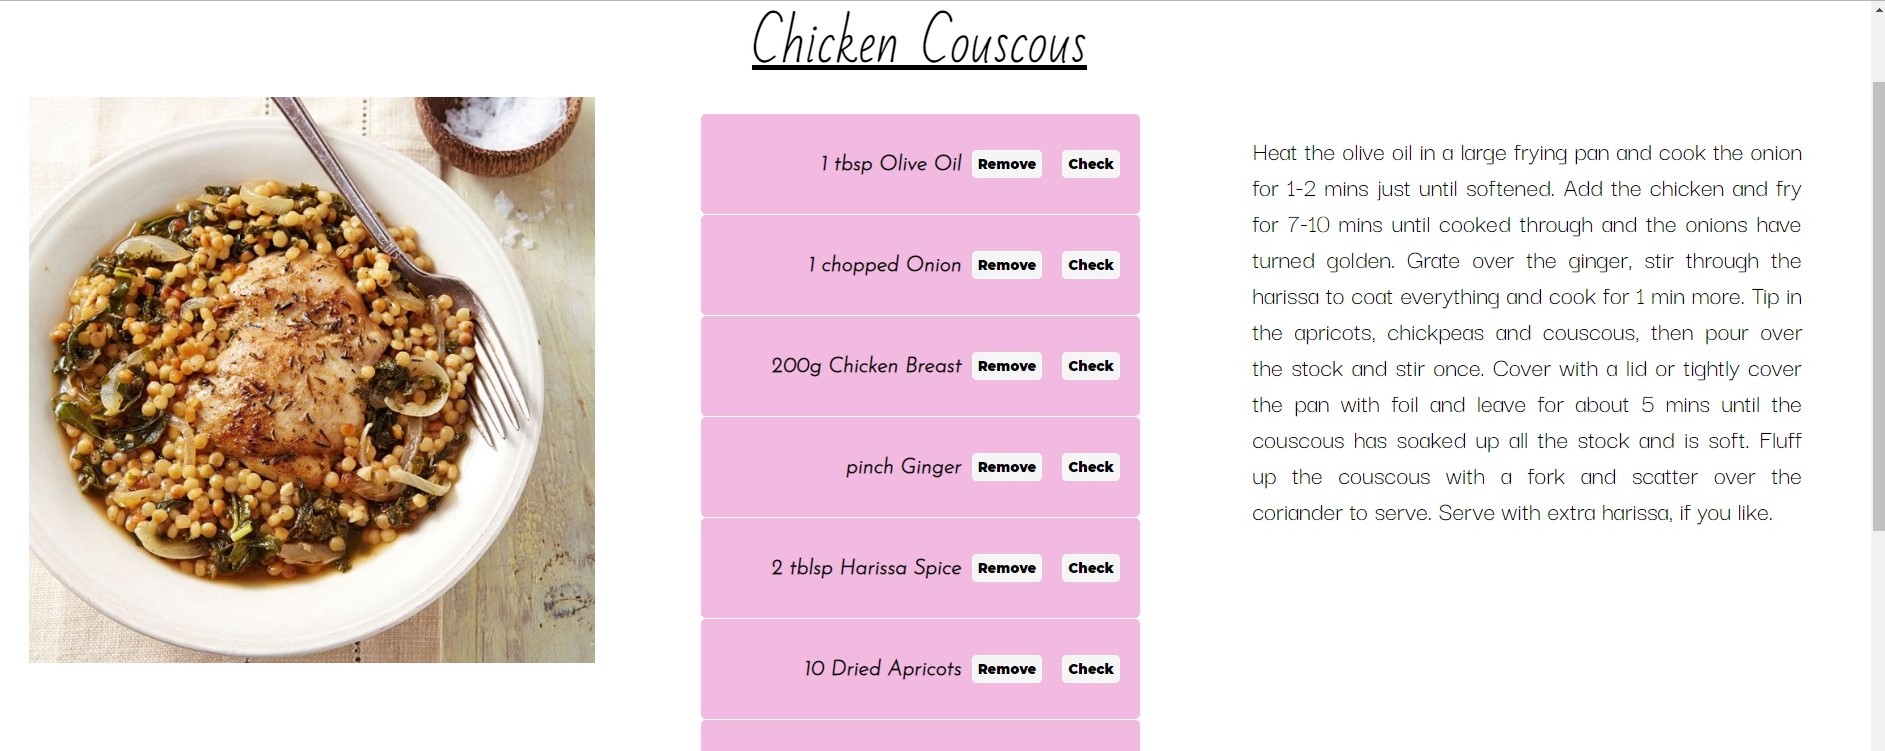 Chicken Couscous
1 tbsp Olive Oil Remove Check
1 chopped Onion Remove Check
200g Chicken Breast Remove Check
pinch Ginger Remove Check
2 tblsp Harissa Spice Remove Check
10 Dried Apricots Remove Check
Heat the olive oil in a large frying pan and cook the onion
for 1-2 mins just until softened. Add the chicken and fry
for 7-10 mins until cooked through and the onions have
turned golden. Grate over the ginger, stir through the
harissa to coat everything and cook for 1 min more. Tip in
the apricots, chickpeas and couscous, then pour over
the stock and stir once. Cover with a lid or tightly cover
the pan with foil and leave for about 5 mins until the
couscous has soaked up all the stock and is soft. Fluff
up the couscous with a fork and scatter over the
coriander to serve. Serve with extra harissa, if you like.